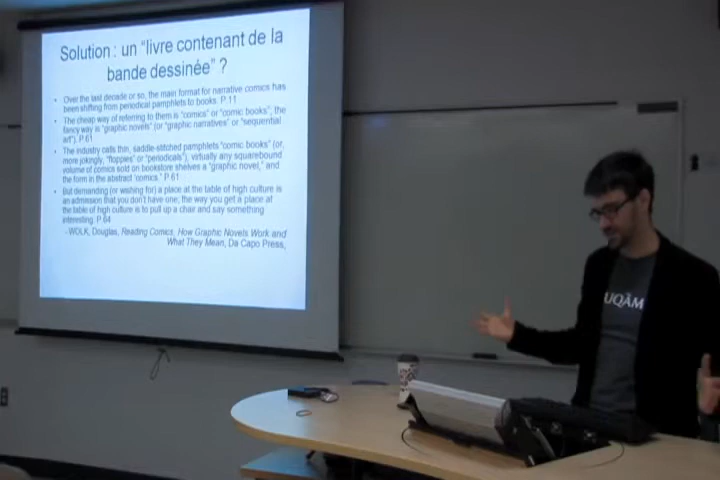 Solution : un “livre contenant de la
bande dessinée” ?
• Over the last decade or so, the main format for narrative comics has
been shifting from periodical pamphlets to books. P 11
• The cheap way of referring to them is “comics” or “comic books”; the
fancy way is “graphic novels” (or “graphic narratives” or “sequential
art”). P 61
• The industry calls thin, saddle-stitched pamphlets “comic books” (or,
more jokingly, “floppies” or “periodicals”), virtually any squarebound
volume of comics sold on bookstore shelves a “graphic novel,” and
the form in the abstract “comics.” P 61
• But demanding (or wishing for) a place at the table of high culture is
an admission that you don’t have one; the way you get a place at
the table of high culture is to pull up a chair and say something
interesting. P 64
- WOLK, Douglas, Reading Comics, How Graphic Novels Work and
What They Mean, Da Capo Press,
UQÀM